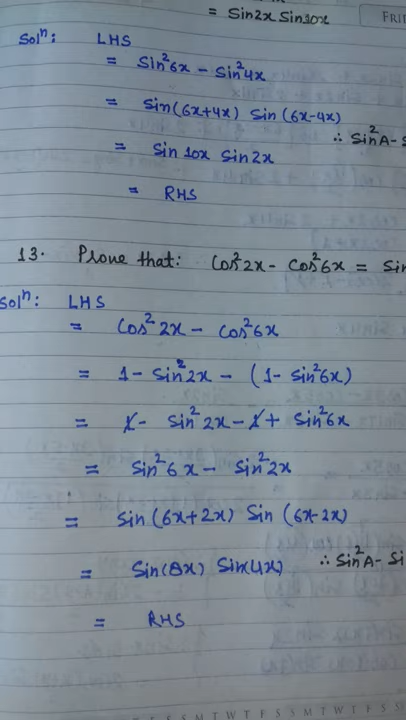 = Sin2x Sin10x
FRI
Solⁿ: LHS
= Sin²6x - Sin²4x
= Sin(6x+4x) Sin (6x-4x)
∴ Sin²A - S
= Sin 10x Sin2x
= RHS
13. Prove that: Cos²2x - Cos²6x = Sin
Solⁿ: LHS
= Cos²2x - Cos²6x
= 1 - Sin²2x - (1 - Sin²6x)
= 1 - Sin²2x - 1 + Sin²6x
= Sin²6x - Sin²2x
= Sin (6x+2x) Sin (6x-2x)
= Sin(8x) Sin(4x) ∴ Sin²A - Si
= RHS
S S M T W T F S S M T W T F S S